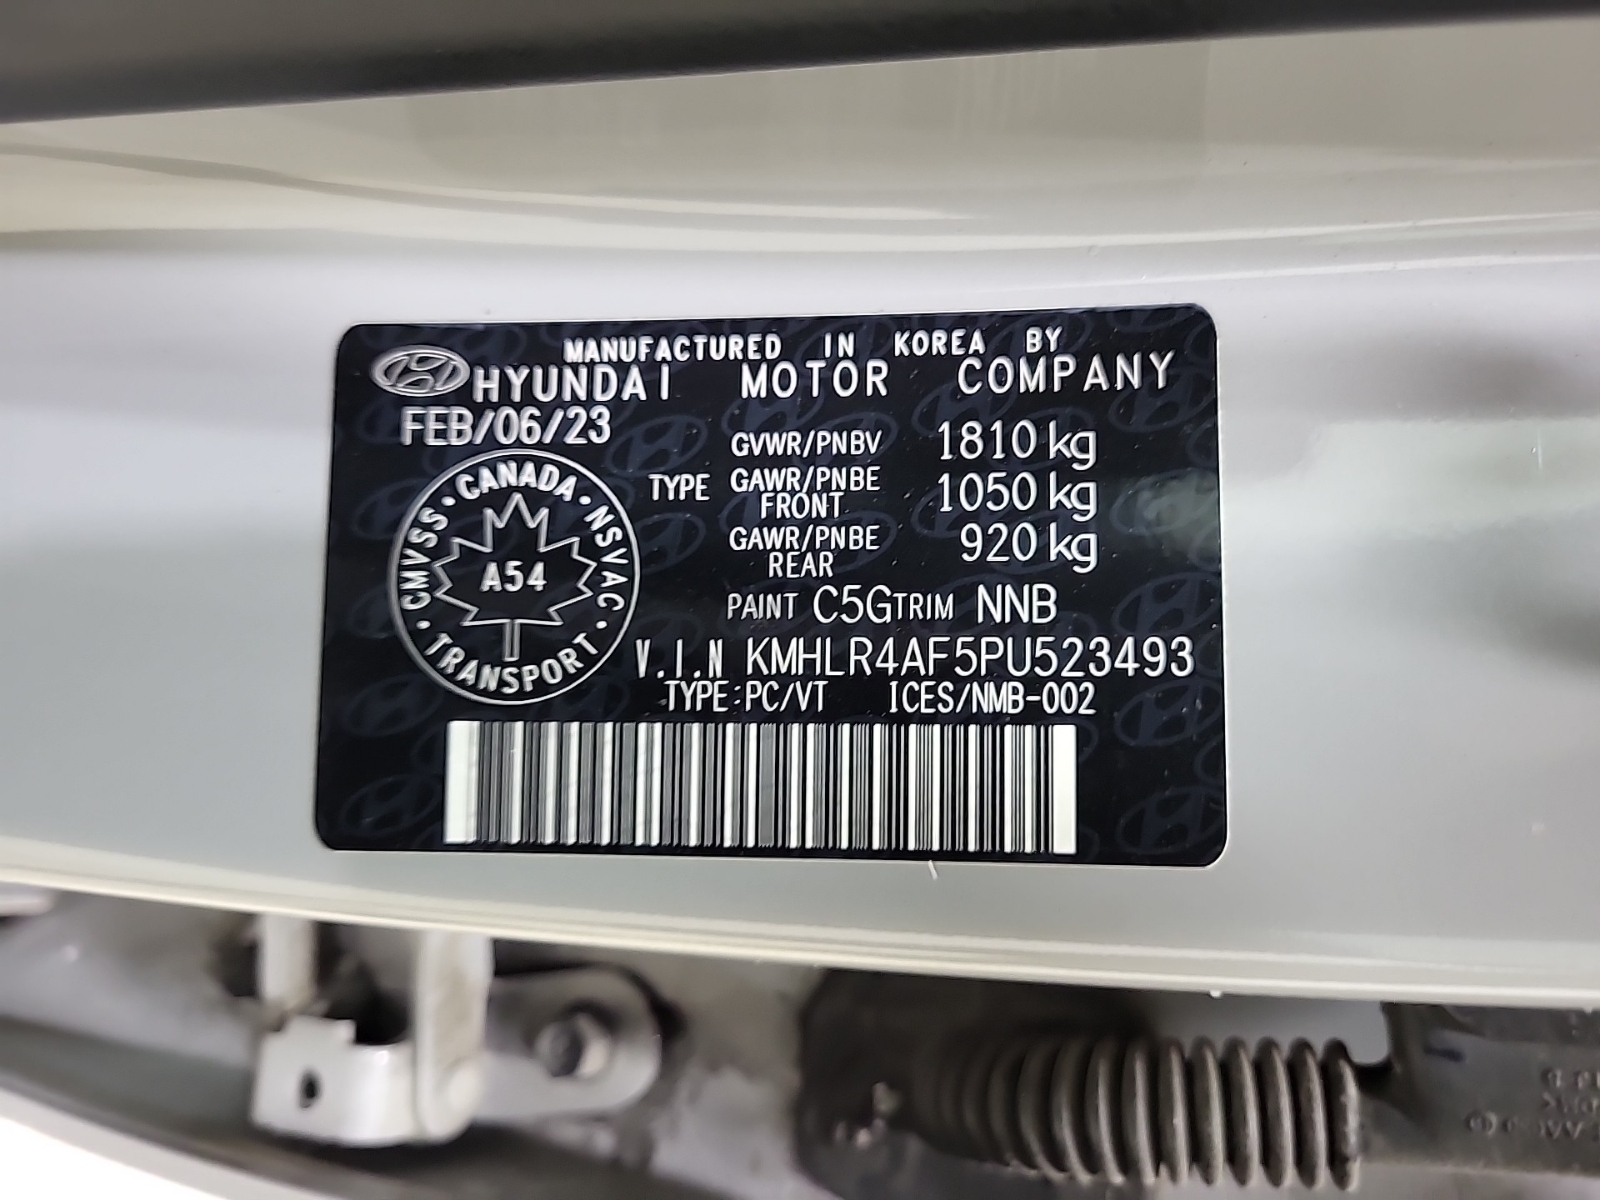 MANUFACTURED IN KOREA BY
HYUNDAI MOTOR COMPANY
FEB/06/23
GVWR/PNBV 1810 kg
TYPE GAWR/PNBE FRONT 1050 kg
GAWR/PNBE REAR 920 kg
PAINT C5G TRIM NNB
V.I.N KMHLR4AF5PU523493
TYPE:PC/VT ICES/NMB-002
CANADA · NSVAC · TRANSPORT · CMVSS ·
A54